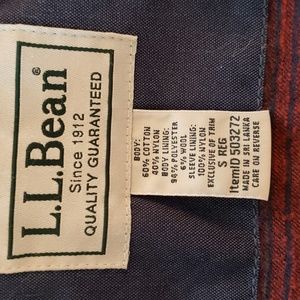 L.L.Bean®
Since 1912
QUALITY GUARANTEED
BODY:
60% COTTON
40% NYLON
BODY LINING:
94% POLYESTER
6% WOOL
SLEEVE LINING:
100% NYLON
EXCLUSIVE OF TRIM
S REG
ItemID 503272
MADE IN SRI LANKA
CARE ON REVERSE